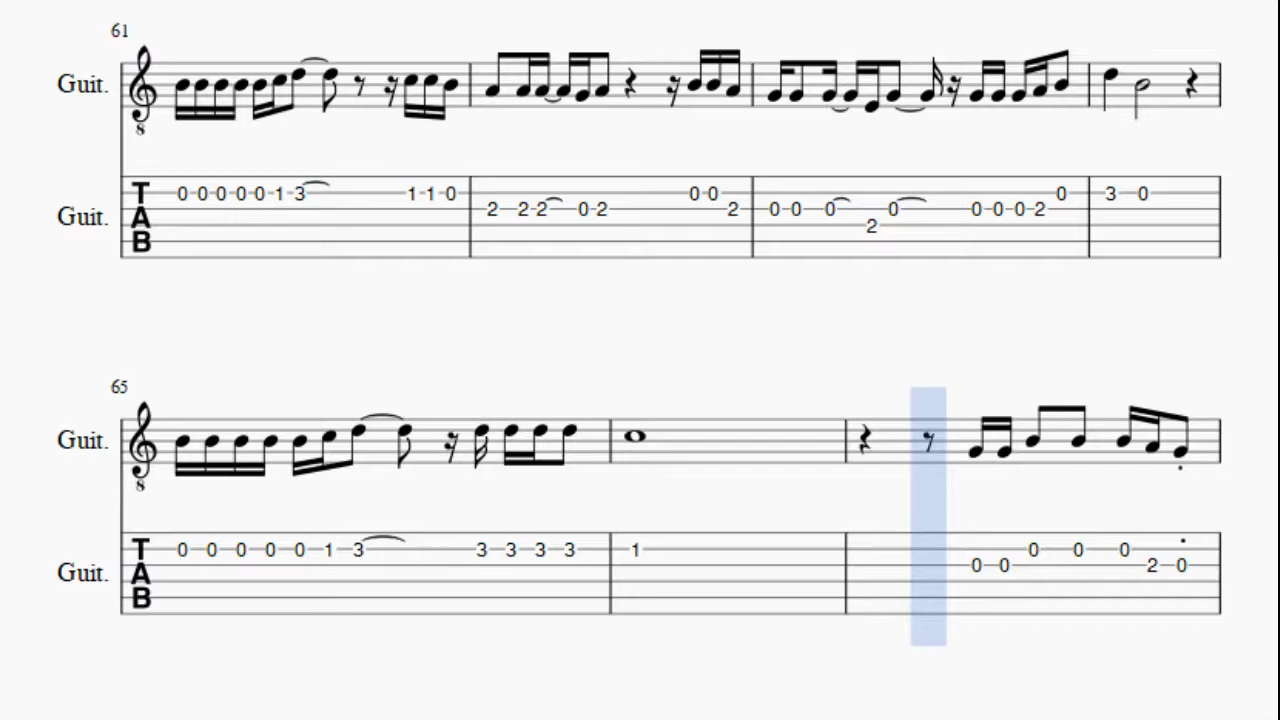 61
Guit.
8
Guit. TAB 0 0 0 0 0 1 3 1 1 0 2 2 2 0 2 0 0 2 0 0 0 2 0 0 0 0 2 0 3 0
65
Guit.
8
Guit. TAB 0 0 0 0 0 1 3 3 3 3 3 1 0 0 0 0 0 2 0